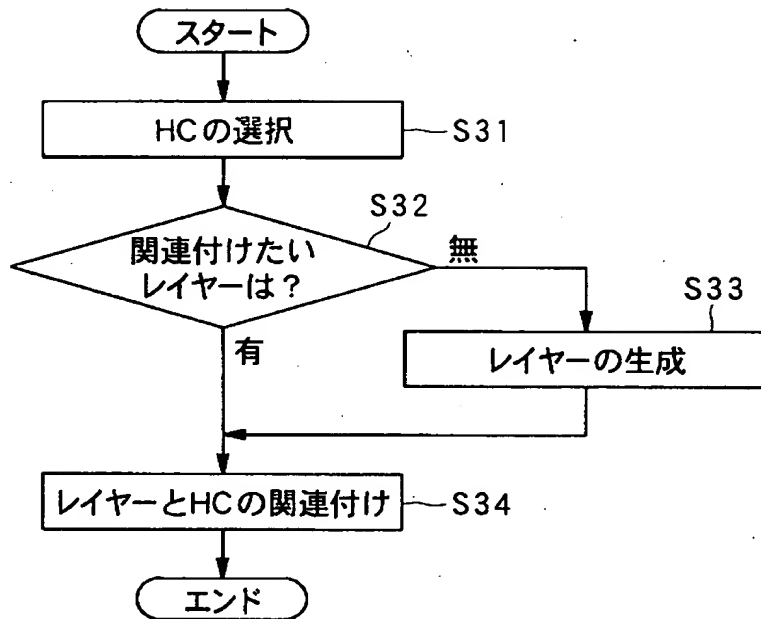 スタート
HCの選択
S31
S32
関連付けたい
レイヤーは?
無
S33
レイヤーの生成
有
レイヤーとHCの関連付け
S34
エンド